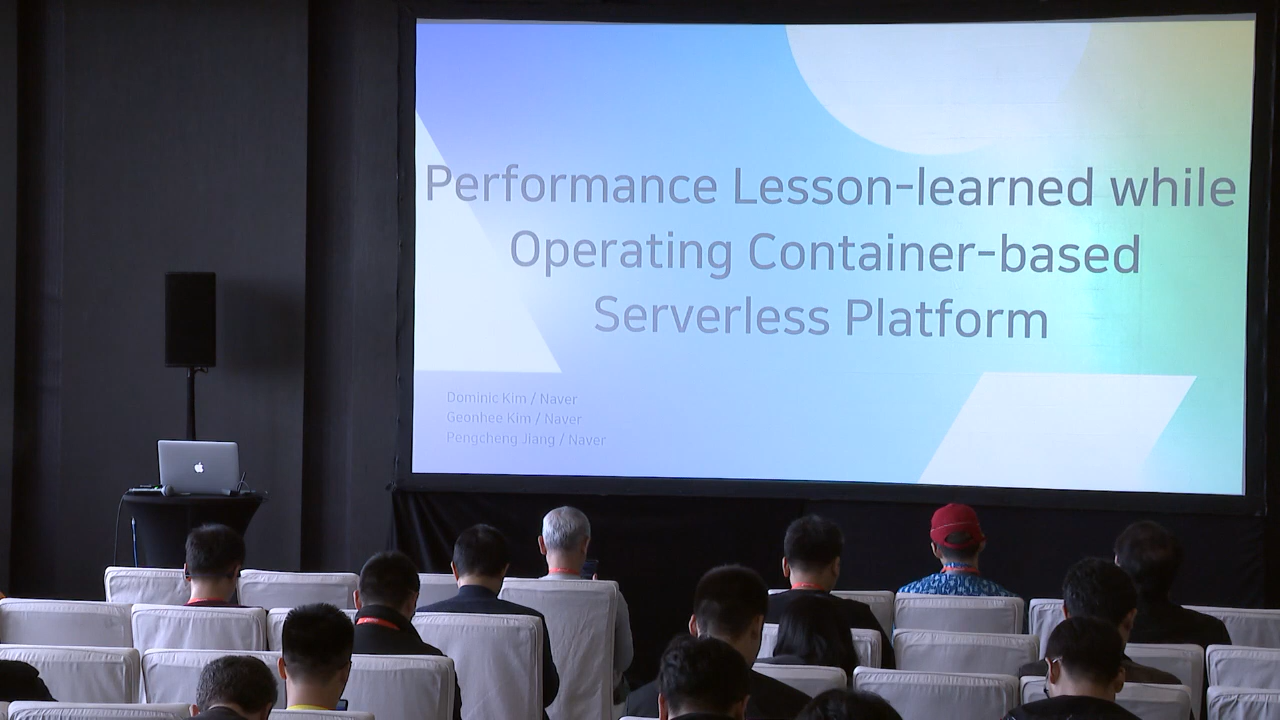 Performance Lesson-learned while
Operating Container-based
Serverless Platform
Dominic Kim / Naver
Geonhee Kim / Naver
Pengcheng Jiang / Naver